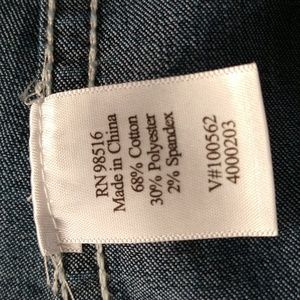 RN 98516
Made in China
68% Cotton
30% Polyester
2% Spandex
V#100562
4000203